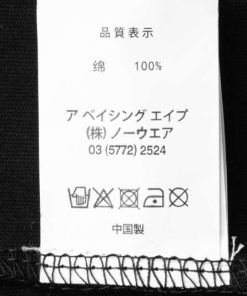 品質表示
绵 100%
ア ベイシング エイプ
(株) ノーウエア
03 (5772) 2524
中国製